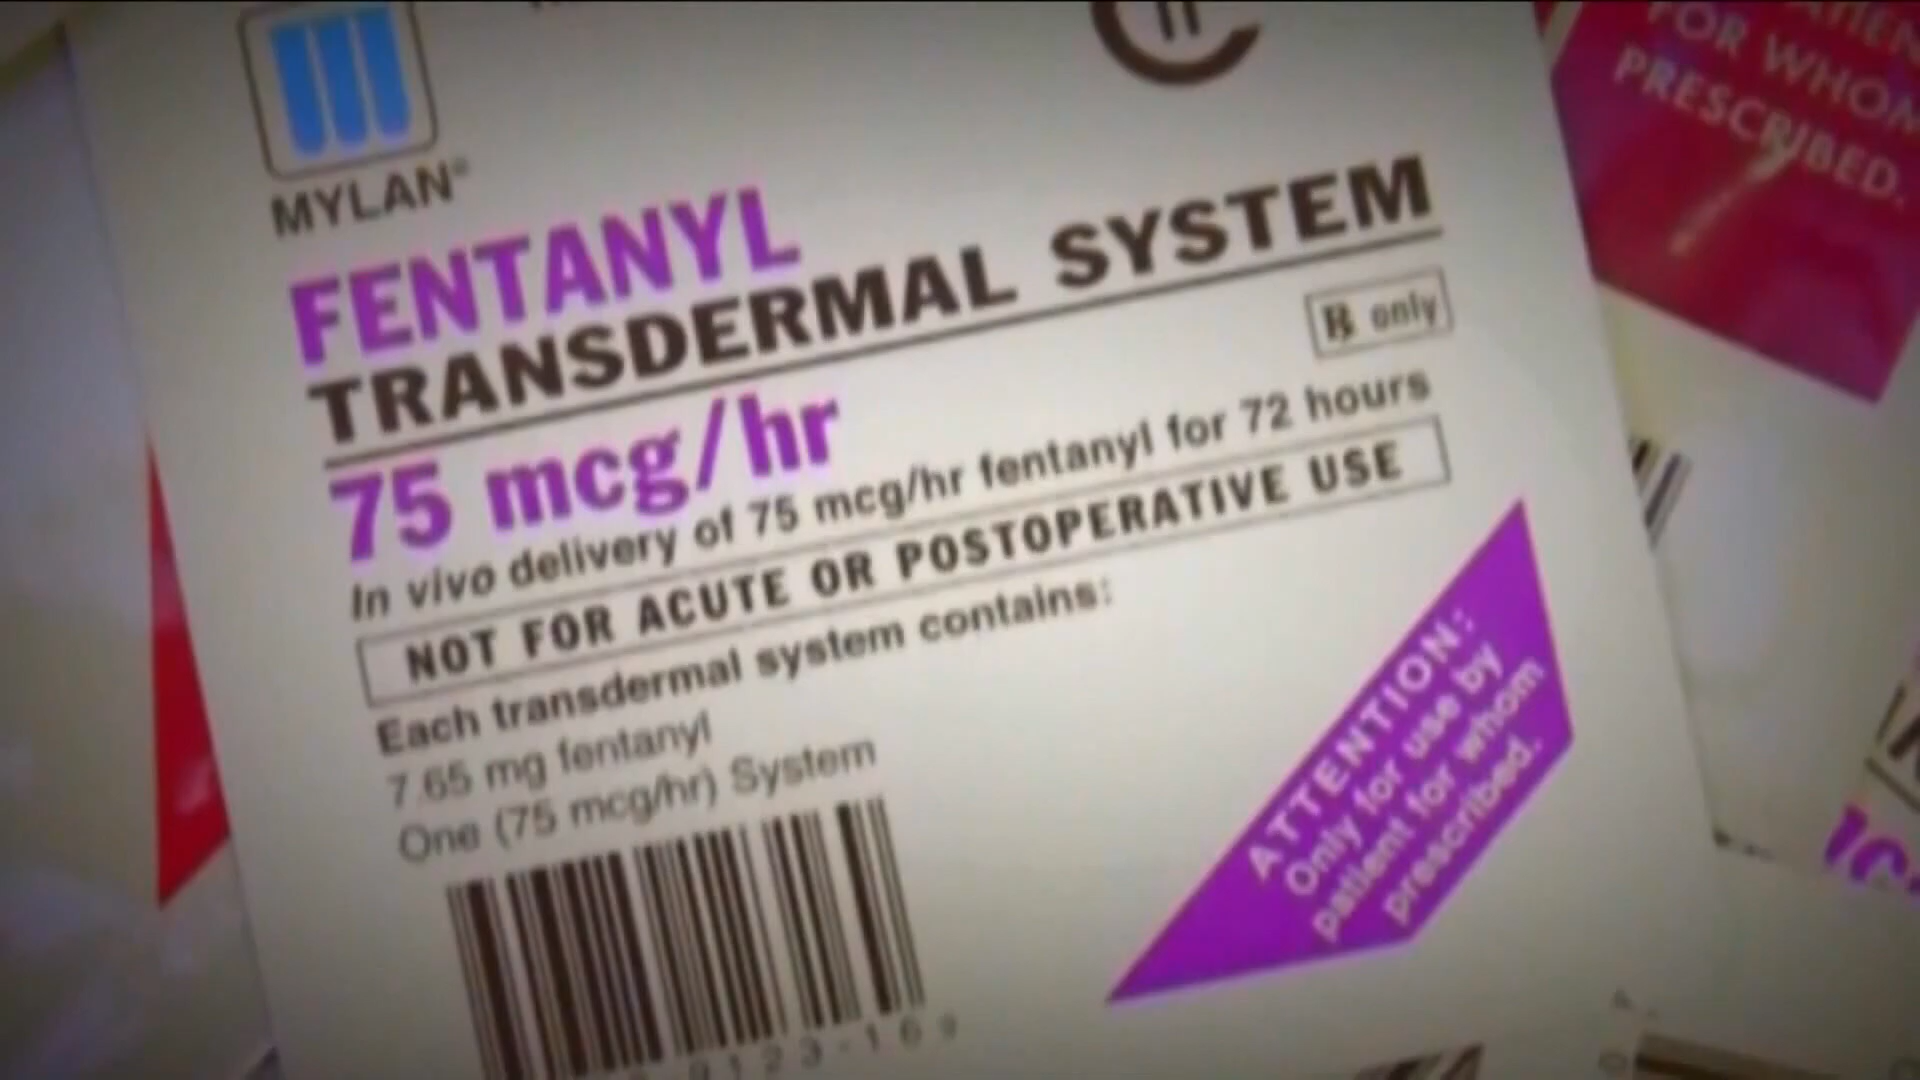 MYLAN®
FENTANYL
TRANSDERMAL SYSTEM
℞ only
75 mcg/hr
In vivo delivery of 75 mcg/hr fentanyl for 72 hours
NOT FOR ACUTE OR POSTOPERATIVE USE
Each transdermal system contains:
7.65 mg fentanyl
One (75 mcg/hr) System
ATTENTION:
Only for use by
patient for whom
prescribed.
FOR WHOM
PRESCRIBED.